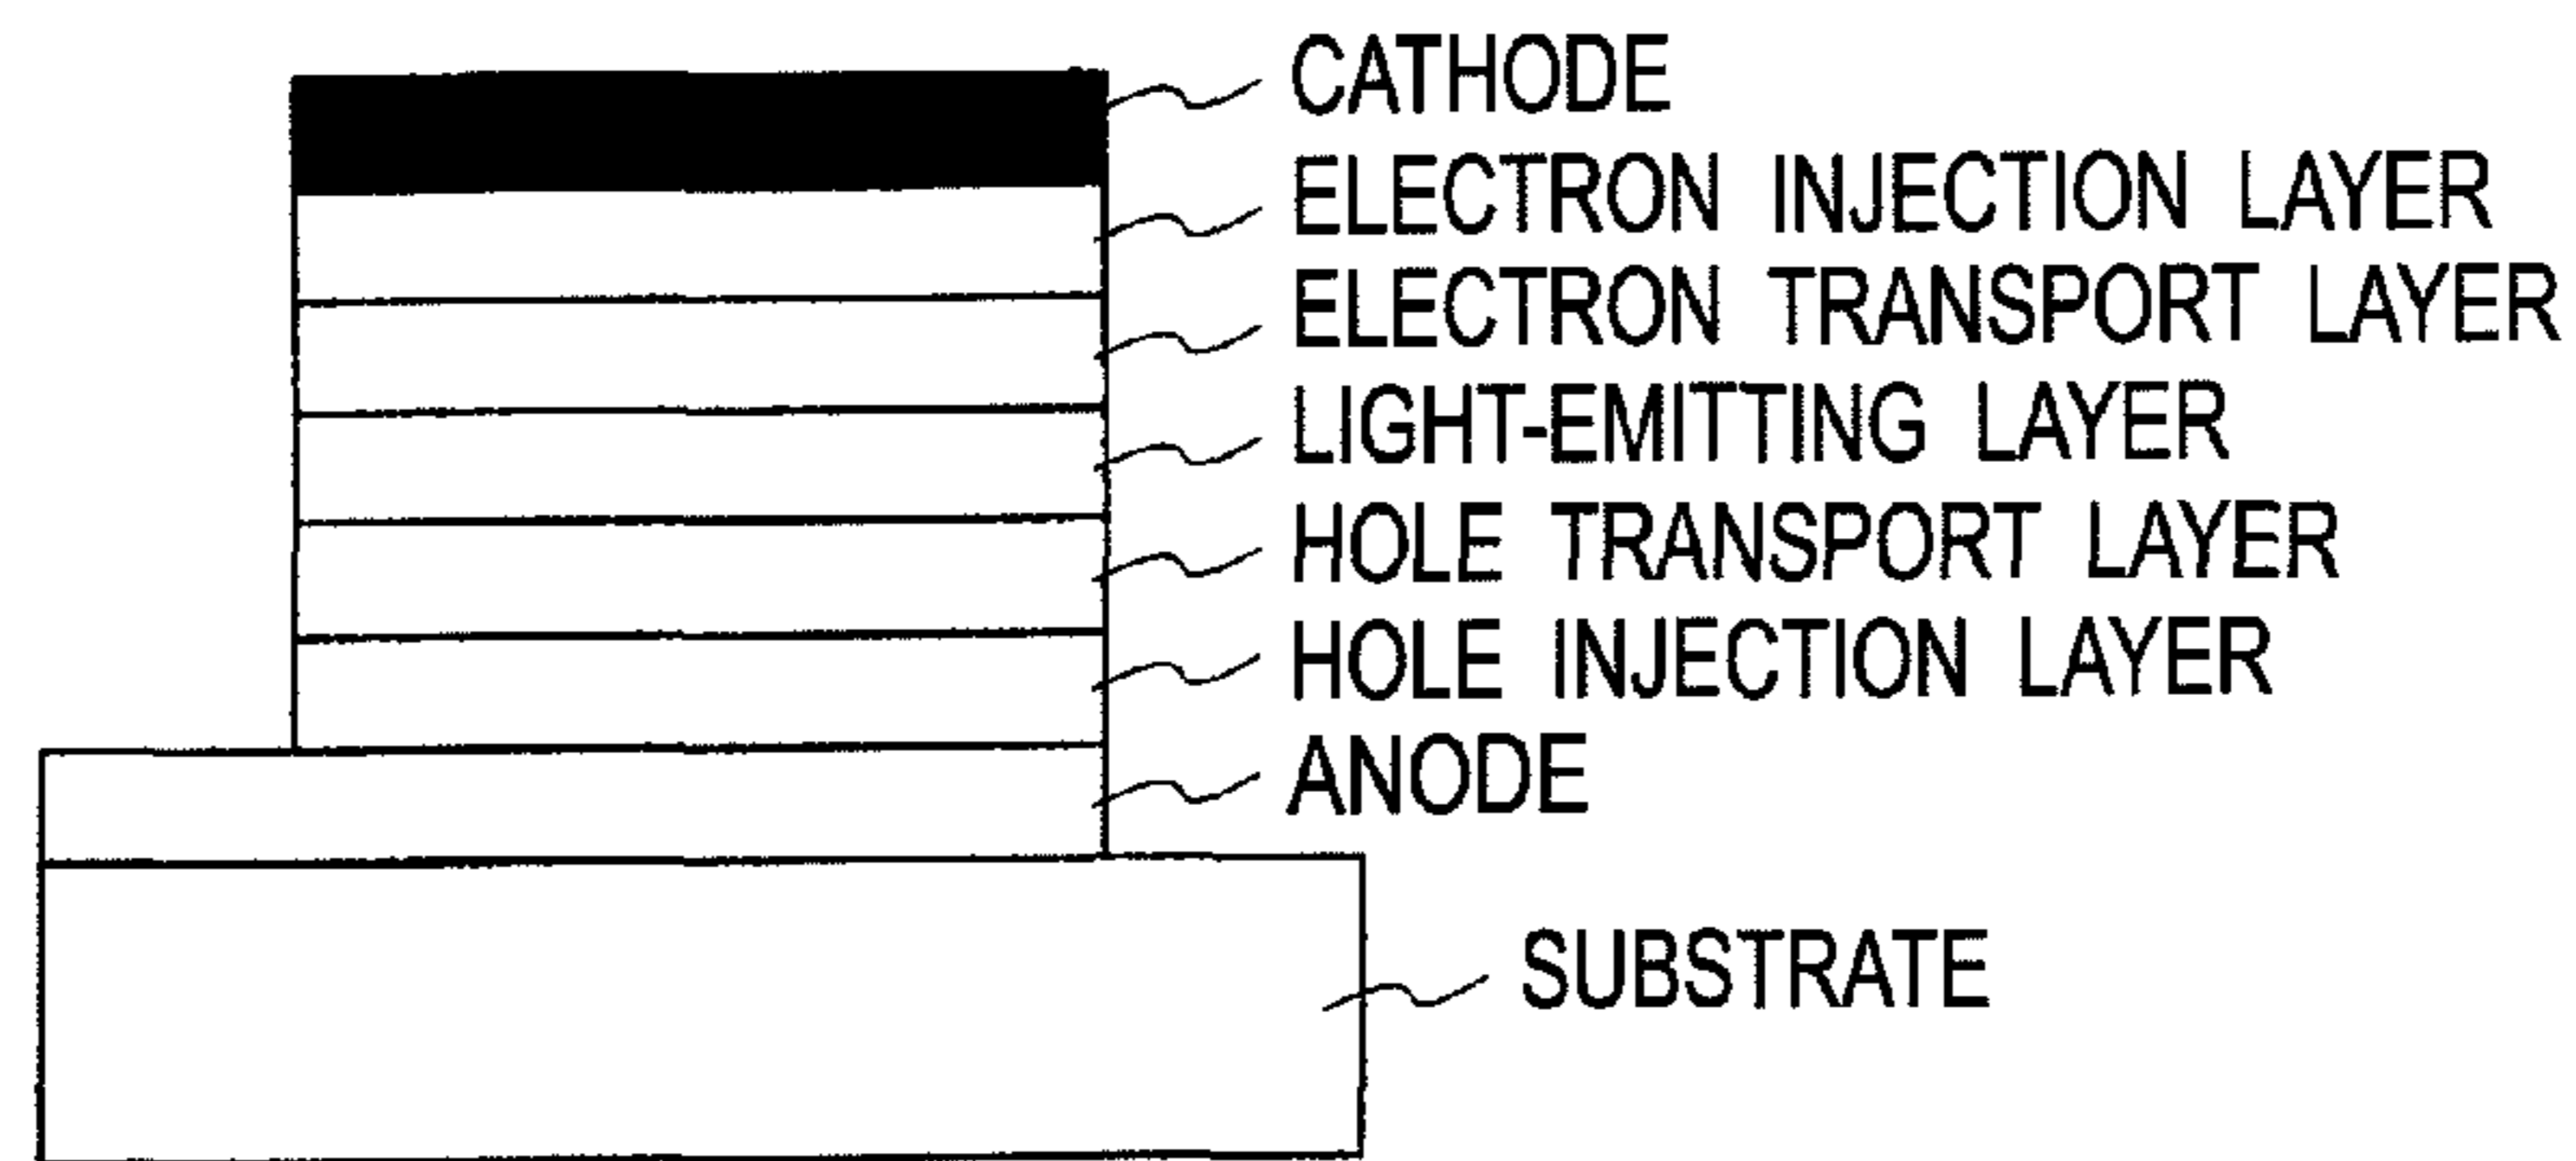 CATHODE
ELECTRON INJECTION LAYER
ELECTRON TRANSPORT LAYER
LIGHT-EMITTING LAYER
HOLE TRANSPORT LAYER
HOLE INJECTION LAYER
ANODE
SUBSTRATE